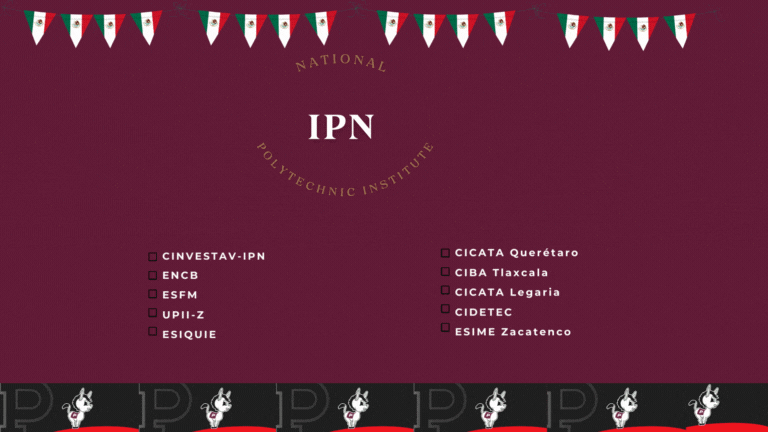 NATIONAL
IPN
POLYTECHNIC INSTITUTE
CINVESTAV-IPN
ENCB
ESFM
UPII-Z
ESIQUIE
CICATA Querétaro
CIBA Tlaxcala
CICATA Legaria
CIDETEC
ESIME Zacatenco